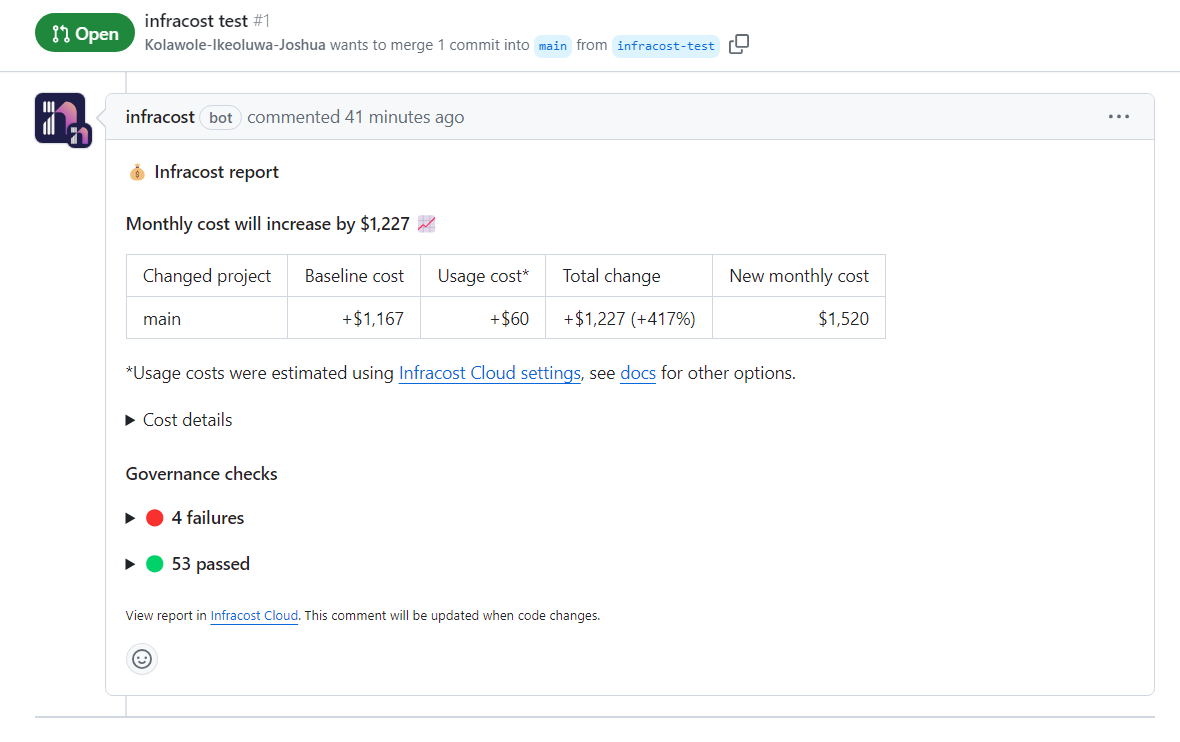 Open
infracost test #1
Kolawole-Ikeoluwa-Joshua wants to merge 1 commit into main from infracost-test
infracost bot commented 41 minutes ago
Infracost report
Monthly cost will increase by $1,227
Changed project Baseline cost Usage cost* Total change New monthly cost
main +$1,167 +$60 +$1,227 (+417%) $1,520
*Usage costs were estimated using Infracost Cloud settings, see docs for other options.
Cost details
Governance checks
4 failures
53 passed
View report in Infracost Cloud. This comment will be updated when code changes.